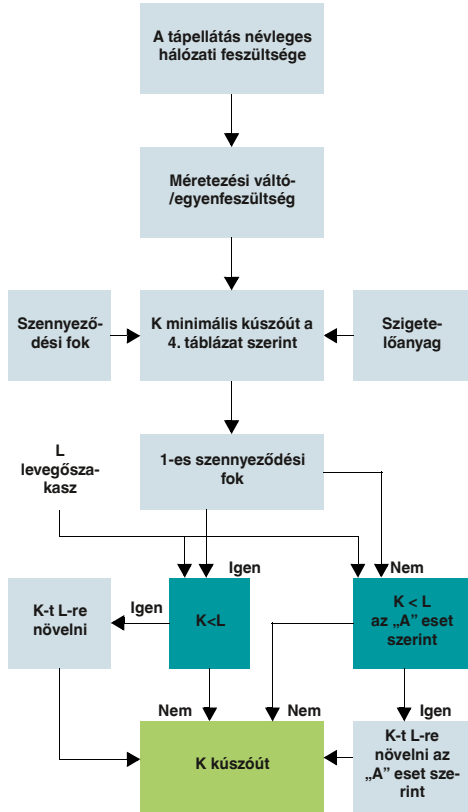 A tápellátás névleges
hálózati feszültsége
Méretezési váltó-
/egyenfeszültség
Szennyező-
dési fok
K minimális kúszóút a
4. táblázat szerint
Szigete-
lőanyag
L
levegősza-
kasz
1-es szennyeződési
fok
Igen
Nem
K-t L-re
növelni
Igen
K<L
K < L
az „A” eset
szerint
Nem
Nem
Igen
K kúszóút
K-t L-re
növelni az
„A” eset sze-
rint